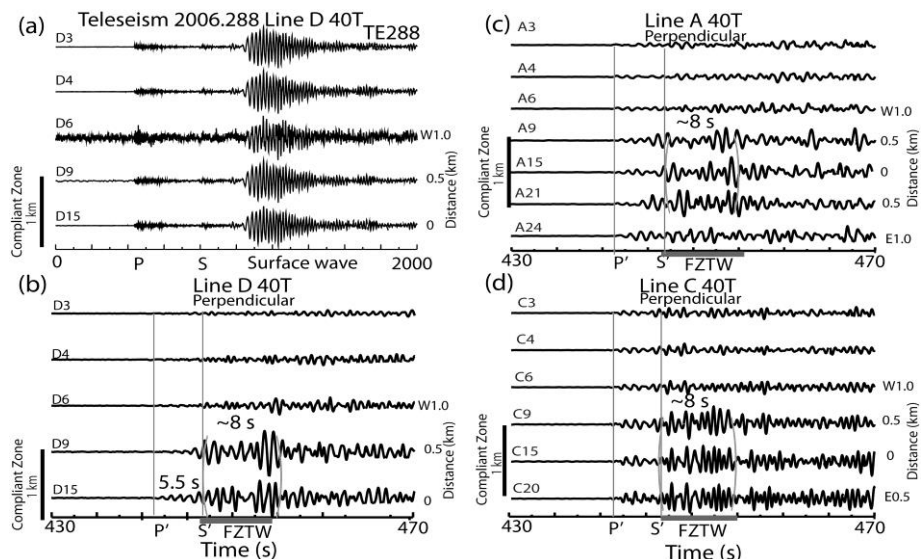 (a) Teleseism 2006.288 Line D 40T
TE288
D3
D4
D6 W1.0
D9 0.5
D15 0
Compliant Zone
1 km
Distance (km)
0 P S Surface wave 2000
(b) Line D 40T
Perpendicular
D3
D4
D6 W1.0
~8 s
D9 0.5
5.5 s
D15 0
Compliant Zone
1 km
Distance (km)
430 P' S' FZTW 470
Time (s)
(c) Line A 40T
Perpendicular
A3
A4
A6 W1.0
~8 s
A9 0.5
A15 0
A21 0.5
A24 E1.0
Compliant Zone
1 km
Distance (km)
430 P' S' FZTW 470
(d) Line C 40T
Perpendicular
C3
C4
C6 W1.0
~8 s
C9 0.5
C15 0
C20 E0.5
Compliant Zone
1 km
Distance (km)
430 P' S' FZTW 470
Time (s)